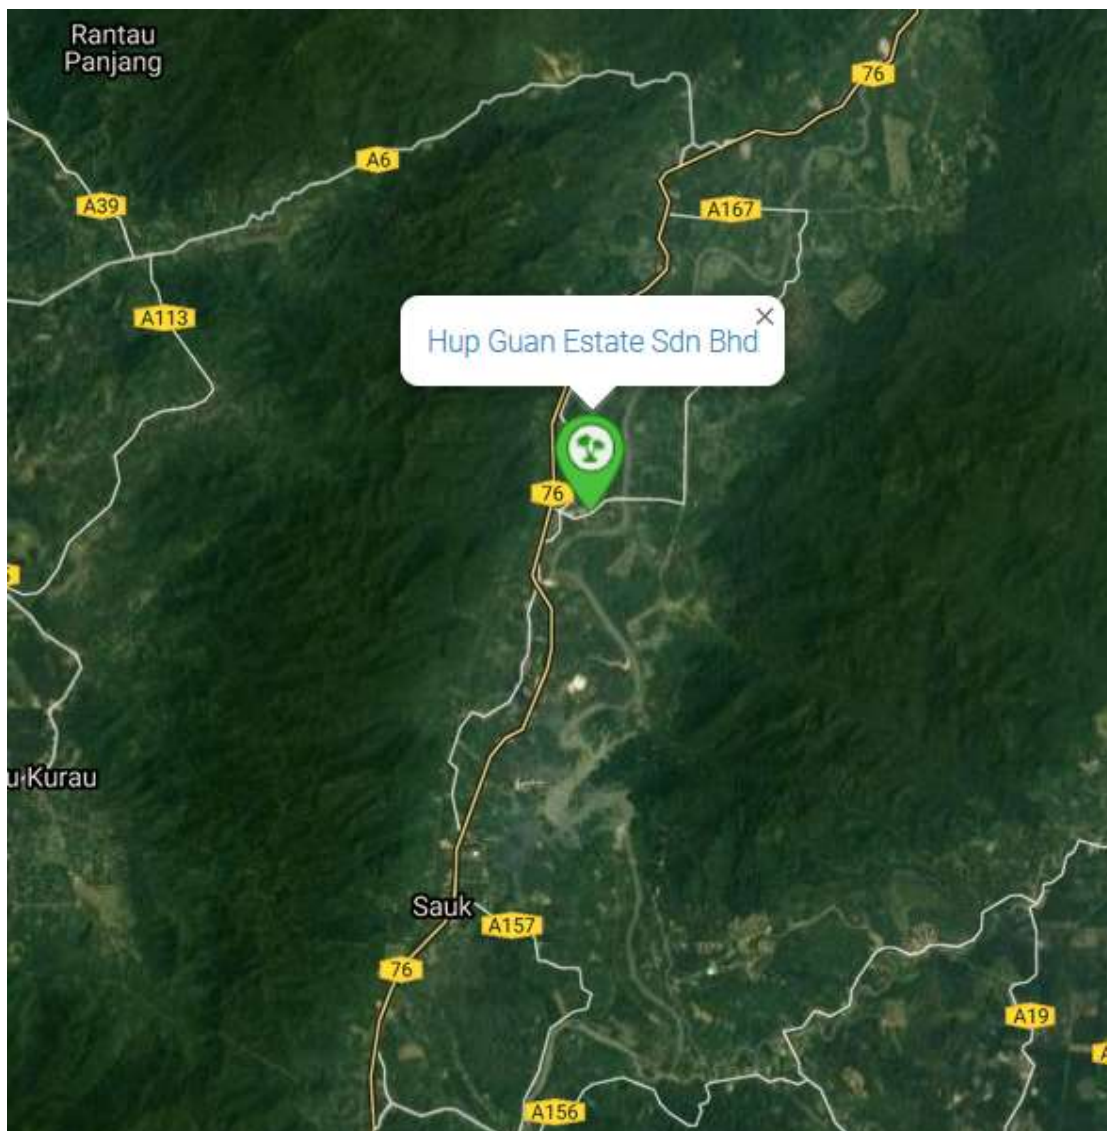 Rantau
Panjang
76
A6
A39
A167
A113
Hup Guan Estate Sdn Bhd
76
u Kurau
Sauk
A157
76
A19
A156